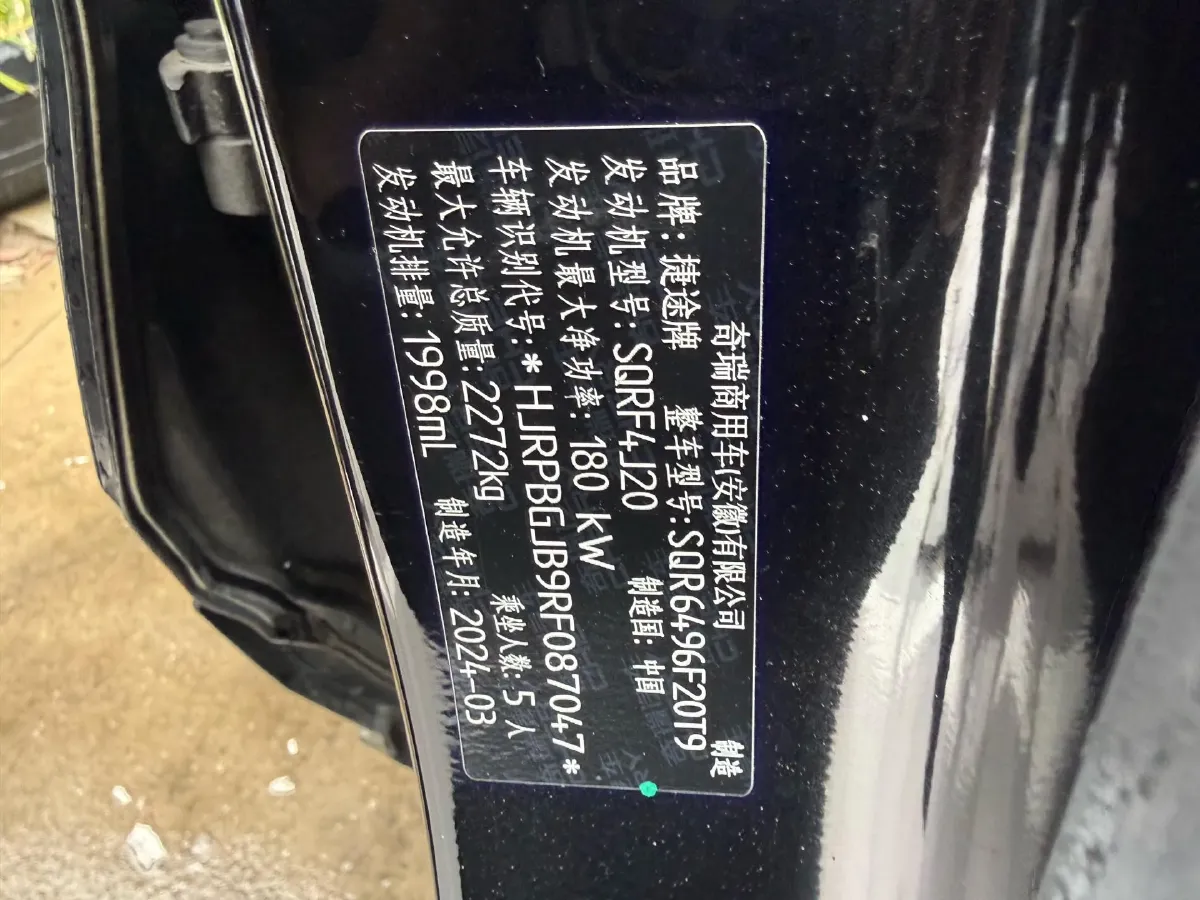 奇瑞商用车(安徽)有限公司 制造
品牌:捷途牌 整车型号:SQR6496F20T9
发动机型号:SQRF4J20 制造国:中国
发动机最大净功率:180 kW
车辆识别代号:*HJRPBGJB9RF087047*
最大允许总质量:2272kg 乘坐人数:5人
发动机排量:1998mL 制造年月:2024-03